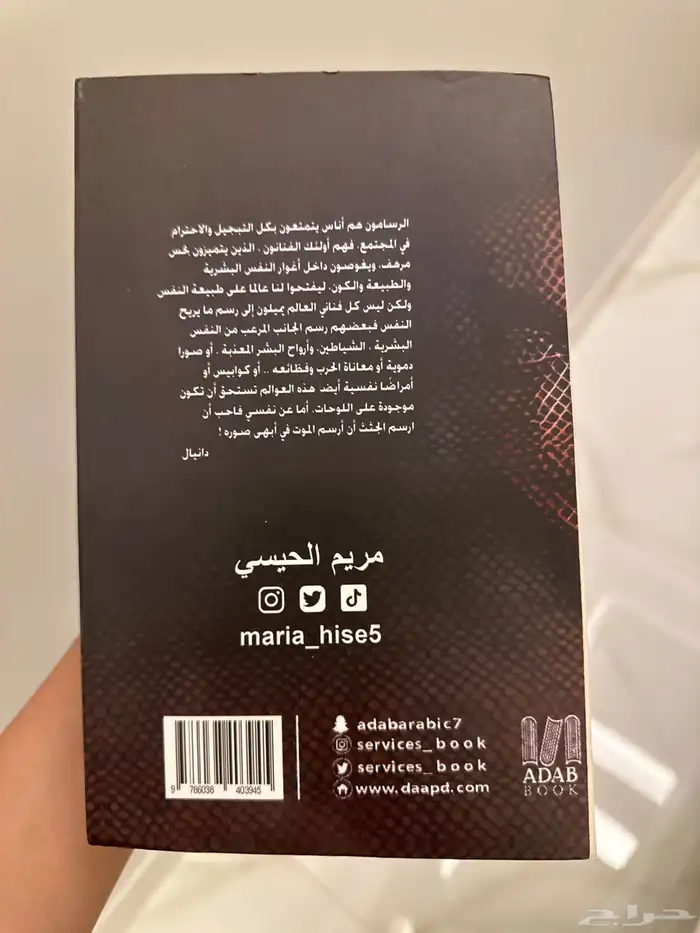 الرسامون هم أناس يتمتعون بكل التبجيل والاحترام
في المجتمع، فهم أولئك الفنانون ، الذين يتميزون بحس
مرهف، ويغوصون داخل أغوار النفس البشرية
والطبيعة والكون، ليفتحوا لنا عالما على طبيعة النفس
ولكن ليس كل فناني العالم يميلون إلى رسم ما يريح
النفس فبعضهم رسم الجانب المرعب من النفس
البشرية ، الشياطين، وأرواح البشر المعذبة ، أو صورا
دموية أو معاناة الحرب وفظائعه .. أو كوابيس أو
أمراضا نفسية أيضد هذه العوالم تستحق أن تكون
موجودة على اللوحات، أما عن نفسي فاحب أن
ارسم الجثث أن أرسم الموت في أبهى صوره !
دانيال
مريم الحيسي
maria_hise5
adabarabic7
services_book
services_book
www.daapd.com
ADAB
BOOK
9 786038 403945
حراج